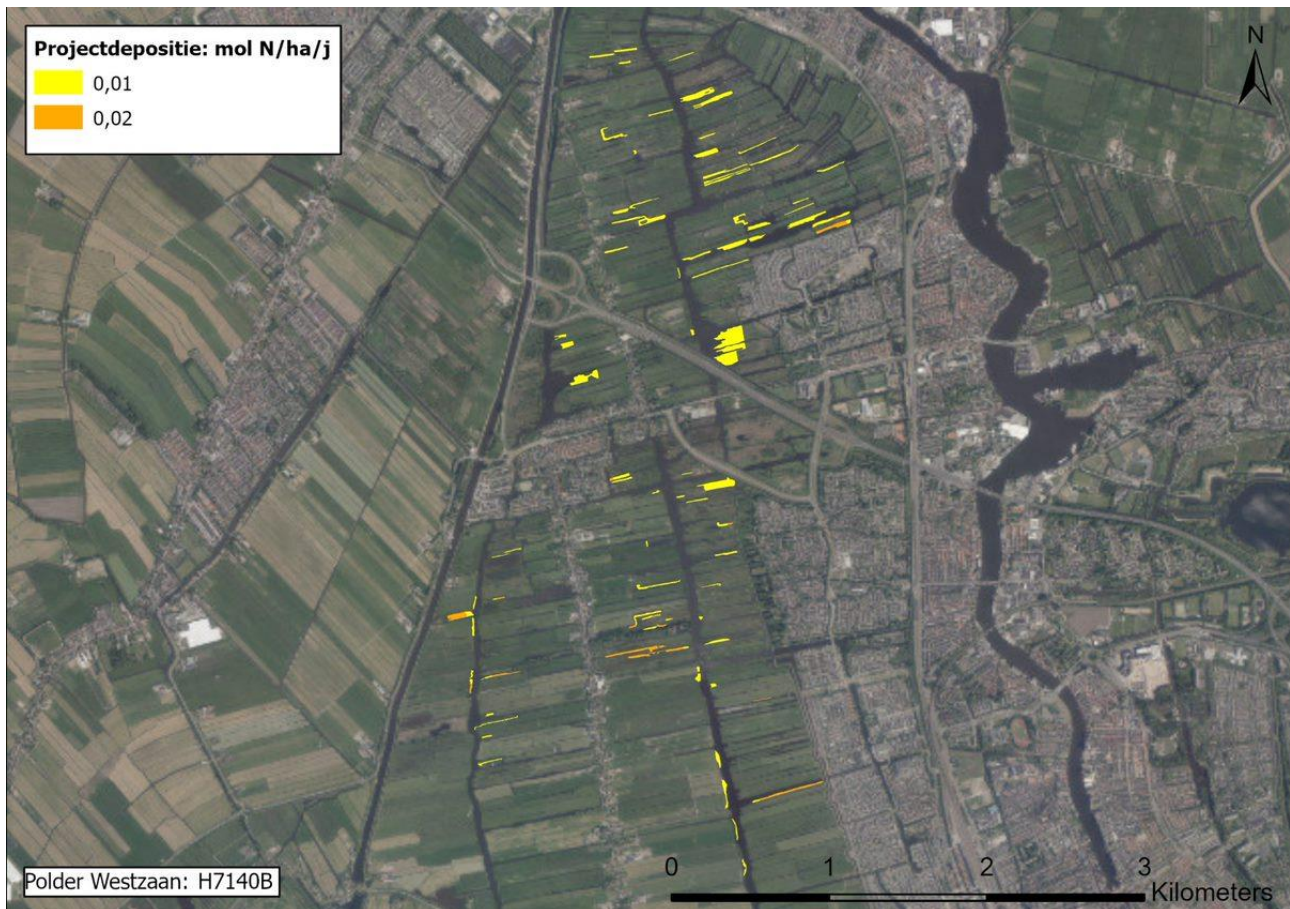 Projectdepositie: mol N/ha/j
0,01
0,02
N
Polder Westzaan: H7140B
0 1 2 3
Kilometers